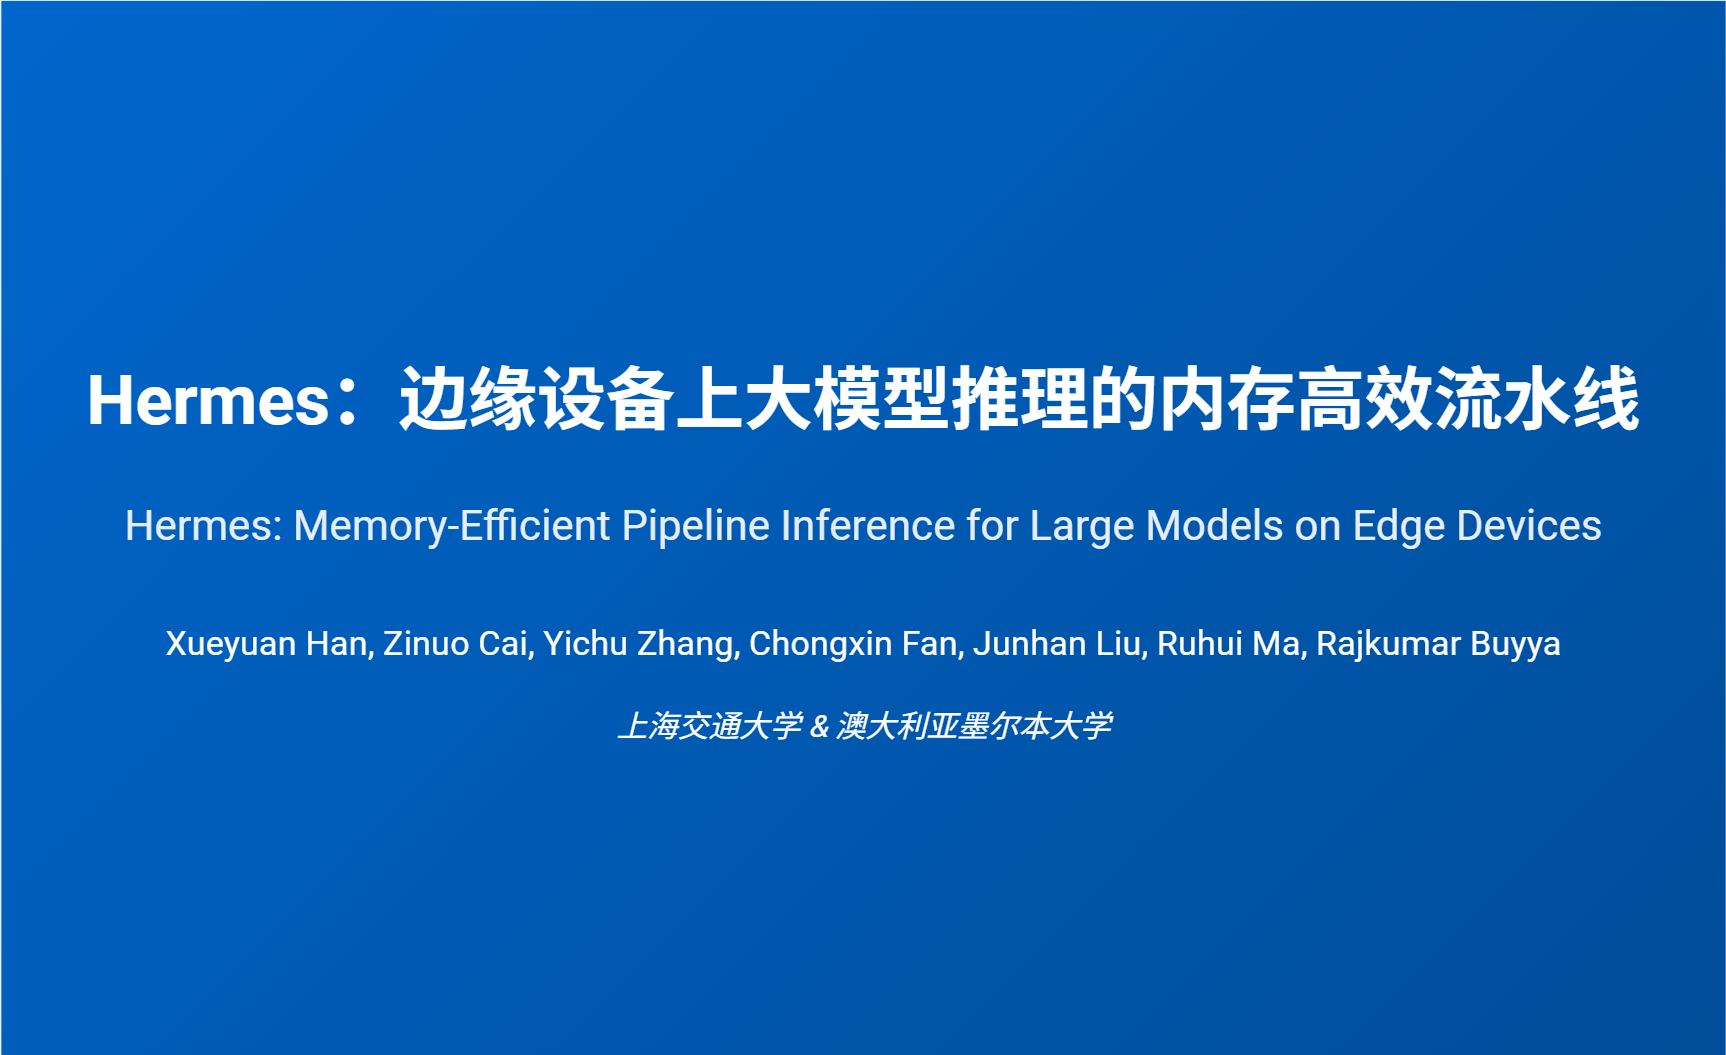 Hermes：边缘设备上大模型推理的内存高效流水线
Hermes: Memory-Efficient Pipeline Inference for Large Models on Edge Devices
Xueyuan Han, Zinuo Cai, Yichu Zhang, Chongxin Fan, Junhan Liu, Ruhui Ma, Rajkumar Buyya
上海交通大学 & 澳大利亚墨尔本大学